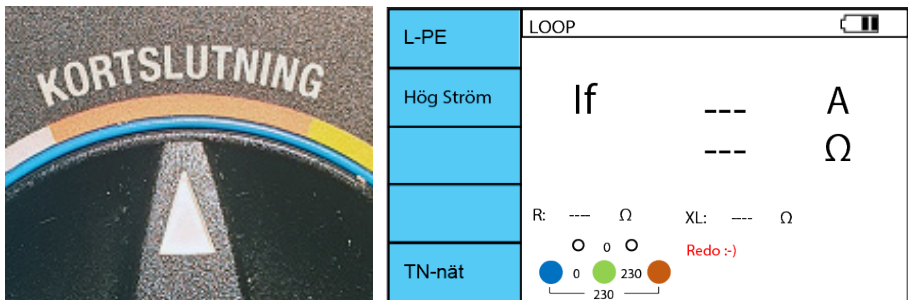 KORTSLUTNING
L-PE
Hög Ström
TN-nät
LOOP
If --- A
--- Ω
R: ---- Ω XL: ---- Ω
0
Redo :-)
0 230
230